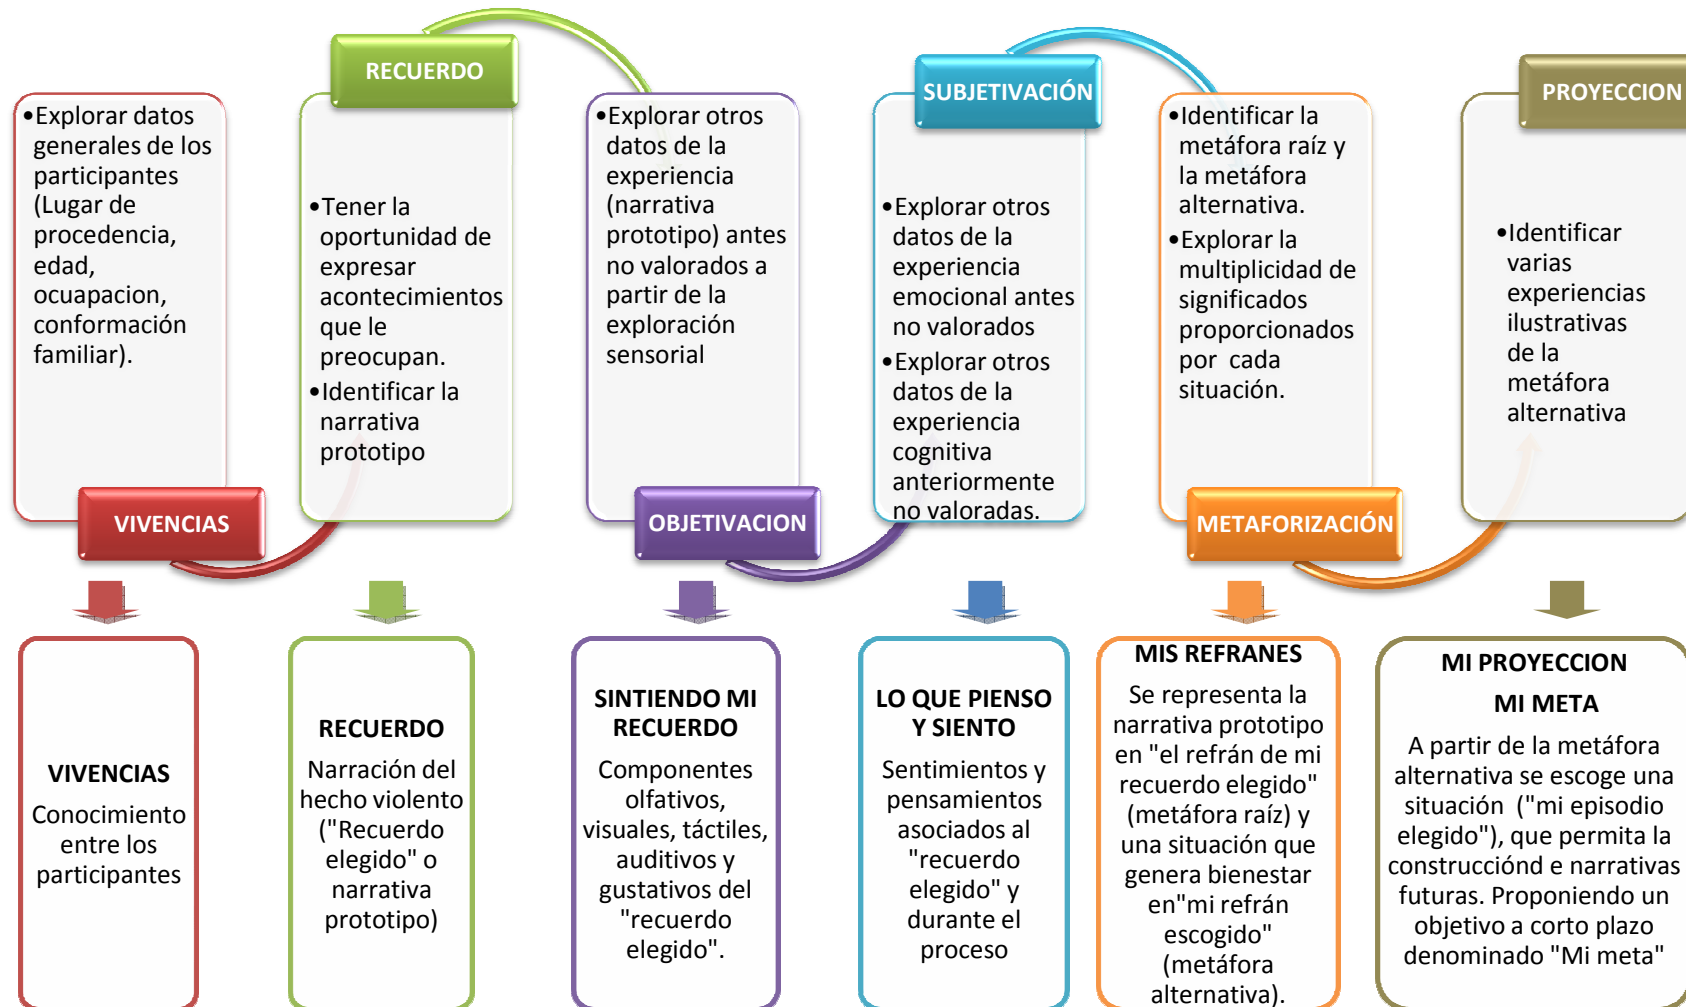 •Explorar datos
generales de los
participantes
(Lugar de
procedencia,
edad,
ocuapacion,
conformación
familiar).
VIVENCIAS
RECUERDO
•Tener la
oportunidad de
expresar
acontecimientos
que le
preocupan.
•Identificar la
narrativa
prototipo
•Explorar otros
datos de la
experiencia
(narrativa
prototipo) antes
no valorados a
partir de la
exploración
sensorial
OBJETIVACION
SUBJETIVACIÓN
•Explorar otros
datos de la
experiencia
emocional antes
no valorados
•Explorar otros
datos de la
experiencia
cognitiva
anteriormente
no valoradas.
•Identificar la
metáfora raíz y
la metáfora
alternativa.
•Explorar la
multiplicidad de
significados
proporcionados
por cada
situación.
METAFORIZACIÓN
PROYECCION
•Identificar
varias
experiencias
ilustrativas
de la
metáfora
alternativa
VIVENCIAS
Conocimiento
entre los
participantes
RECUERDO
Narración del
hecho violento
("Recuerdo
elegido" o
narrativa
prototipo)
SINTIENDO MI
RECUERDO
Componentes
olfativos,
visuales, táctiles,
auditivos y
gustativos del
"recuerdo
elegido".
LO QUE PIENSO
Y SIENTO
Sentimientos y
pensamientos
asociados al
"recuerdo
elegido" y
durante el
proceso
MIS REFRANES
Se representa la
narrativa prototipo
en "el refrán de mi
recuerdo elegido"
(metáfora raíz) y
una situación que
genera bienestar
en"mi refrán
escogido"
(metáfora
alternativa).
MI PROYECCION
MI META
A partir de la metáfora
alternativa se escoge una
situación ("mi episodio
elegido"), que permita la
construcciónd e narrativas
futuras. Proponiendo un
objetivo a corto plazo
denominado "Mi meta"